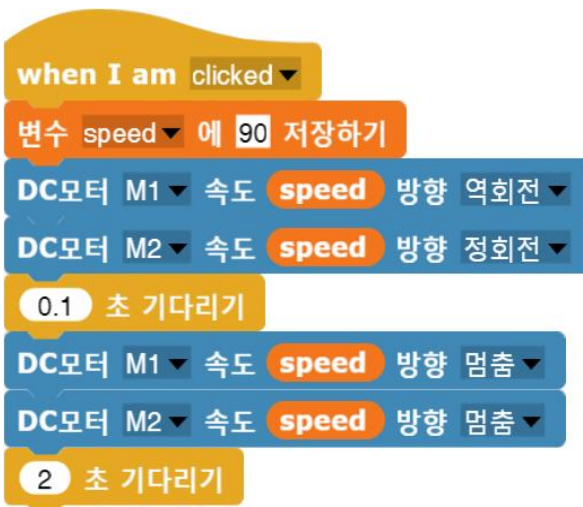 when I am clicked
변수 speed 에 90 저장하기
DC모터 M1 속도 speed 방향 역회전
DC모터 M2 속도 speed 방향 정회전
0.1 초 기다리기
DC모터 M1 속도 speed 방향 멈춤
DC모터 M2 속도 speed 방향 멈춤
2 초 기다리기